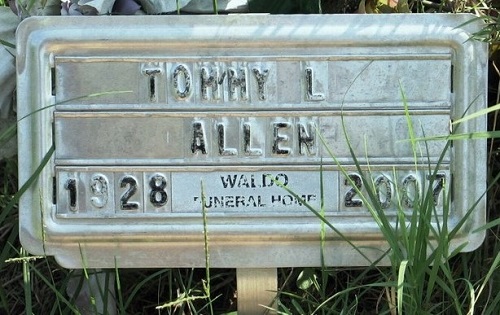 TOMMY L
ALLEN
1928 WALDO 2007
FUNERAL HOME